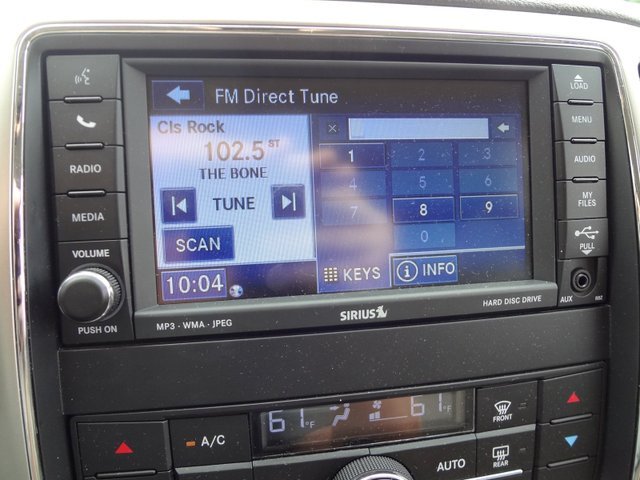 FM Direct Tune
LOAD
Cls Rock
102.5 ST
THE BONE
TUNE
SCAN
10:04
1 2 3
4 5 6
7 8 9
0
KEYS
INFO
RADIO
MEDIA
VOLUME
PUSH ON
MENU
AUDIO
MY FILES
PULL
AUX
MP3 · WMA · JPEG
SIRIUS
HARD DISC DRIVE
A/C
61°F
61°F
AUTO
FRONT
REAR